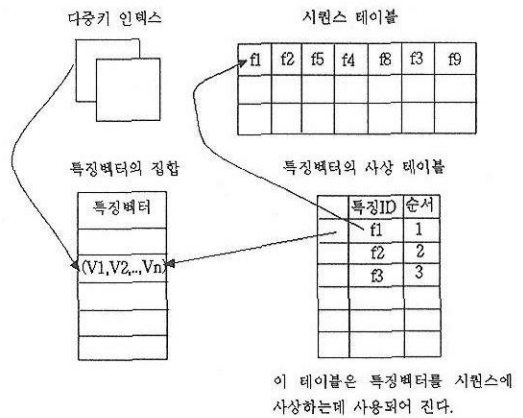 다중키 인텍스
시퀀스 테이블
f1 f2 f5 f4 f8 f3 f9
특징벡터의 집합
특징벡터의 사상 테이블
특징벡터
(V1,V2,..,Vn)
특징ID 순서
f1 1
f2 2
f3 3
이 테이블은 특징벡터를 시퀀스에
사상하는데 사용되어 진다.